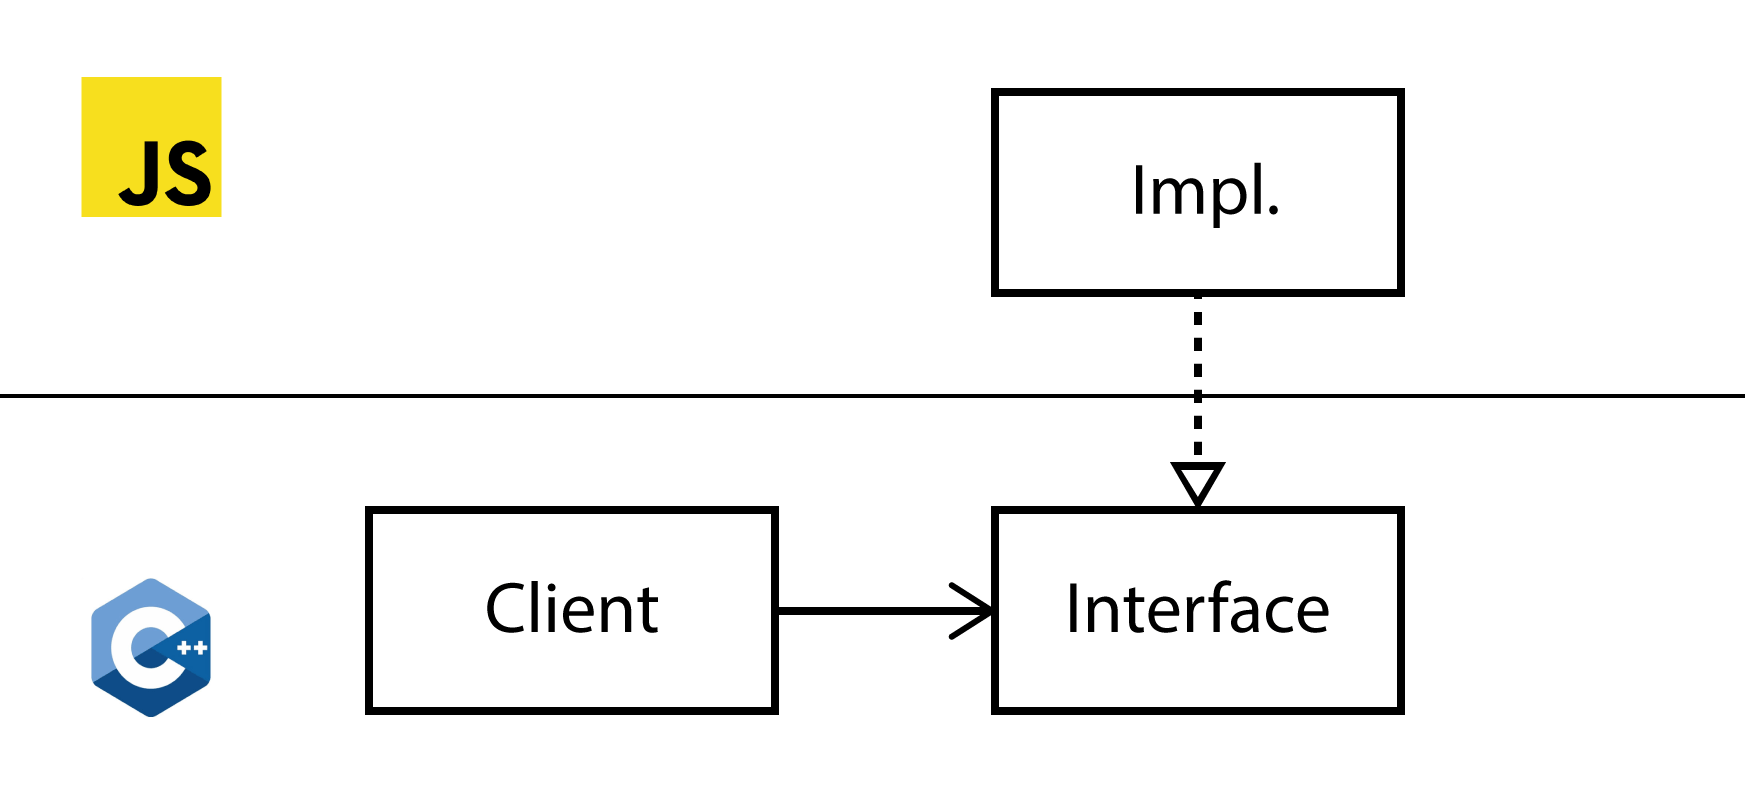 JS
Impl.
Client
Interface
C++